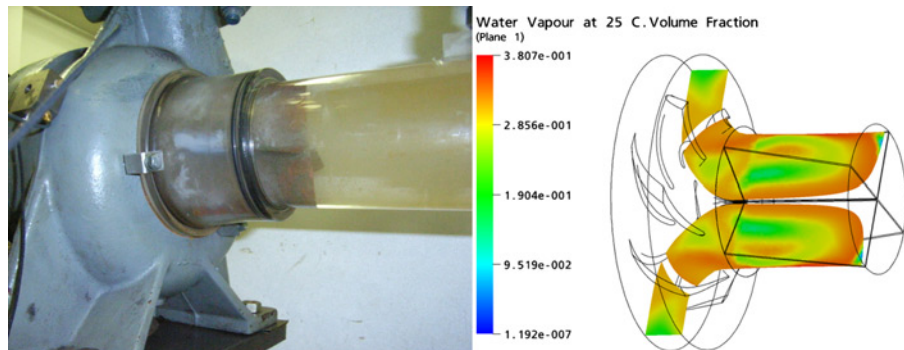 Water Vapour at 25 C.Volume Fraction
(Plane 1)
3.807e-001
2.856e-001
1.904e-001
9.519e-002
1.192e-007